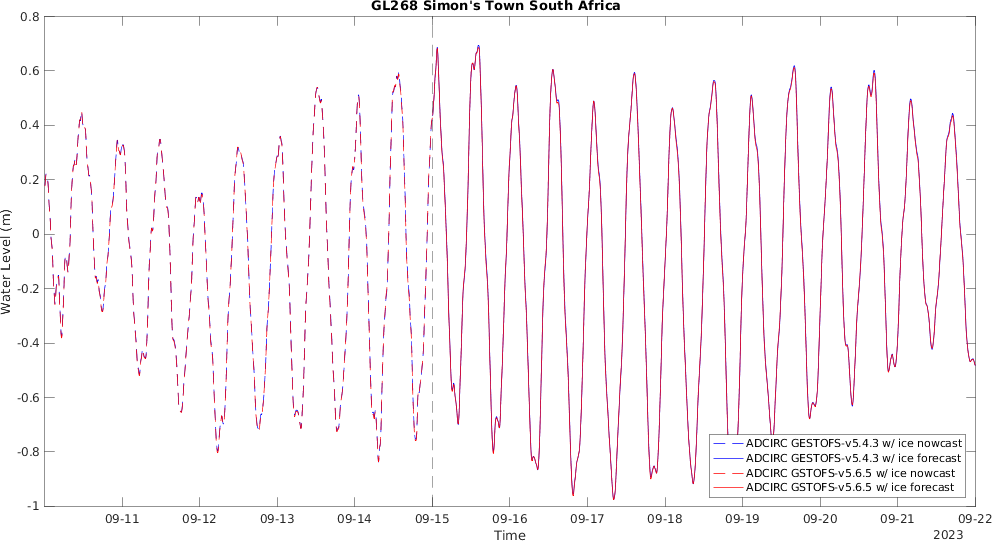 GL268 Simon's Town South Africa
0.8
0.6
0.4
0.2
0
-0.2
-0.4
-0.6
-0.8
-1
Water Level (m)
ADCIRC GESTOFS-v5.4.3 w/ ice nowcast
ADCIRC GESTOFS-v5.4.3 w/ ice forecast
ADCIRC GSTOFS-v5.6.5 w/ ice nowcast
ADCIRC GSTOFS-v5.6.5 w/ ice forecast
09-11 09-12 09-13 09-14 09-15 09-16 09-17 09-18 09-19 09-20 09-21 09-22
Time
2023